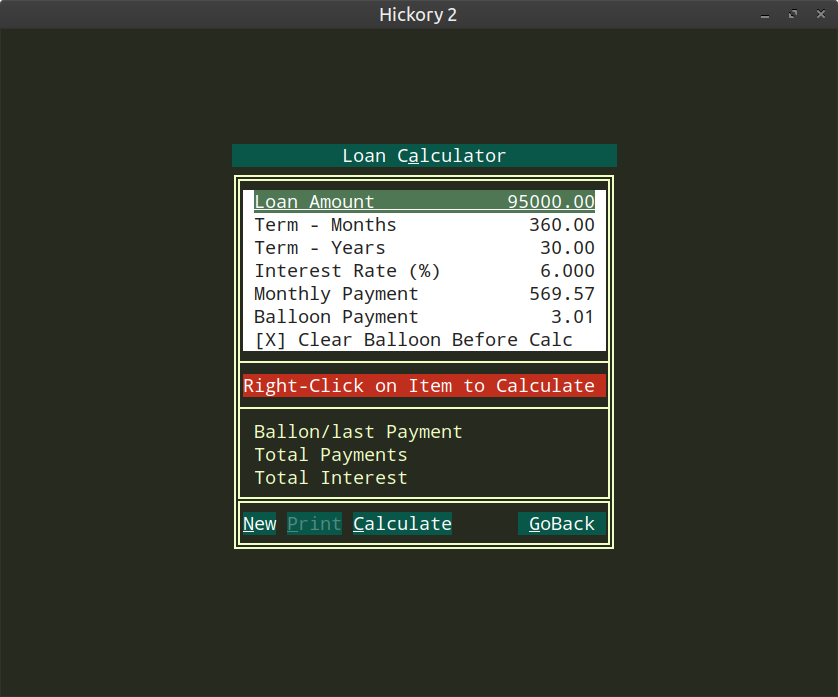 Hickory 2
Loan Calculator
Loan Amount 95000.00
Term - Months 360.00
Term - Years 30.00
Interest Rate (%) 6.000
Monthly Payment 569.57
Balloon Payment 3.01
[X] Clear Balloon Before Calc
Right-Click on Item to Calculate
Ballon/last Payment
Total Payments
Total Interest
New Print Calculate GoBack